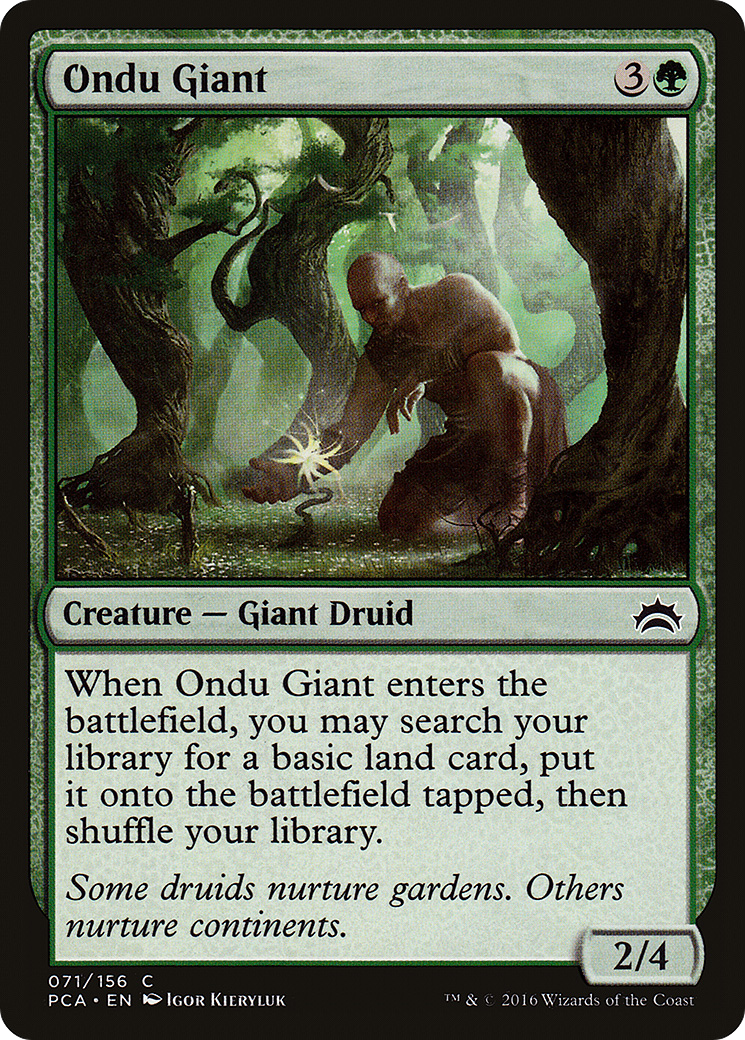 Ondu Giant 3
Creature — Giant Druid
When Ondu Giant enters the
battlefield, you may search your
library for a basic land card, put
it onto the battlefield tapped, then
shuffle your library.
Some druids nurture gardens. Others
nurture continents.
2/4
071/156 C
PCA • EN Igor Kieryluk ™ & © 2016 Wizards of the Coast